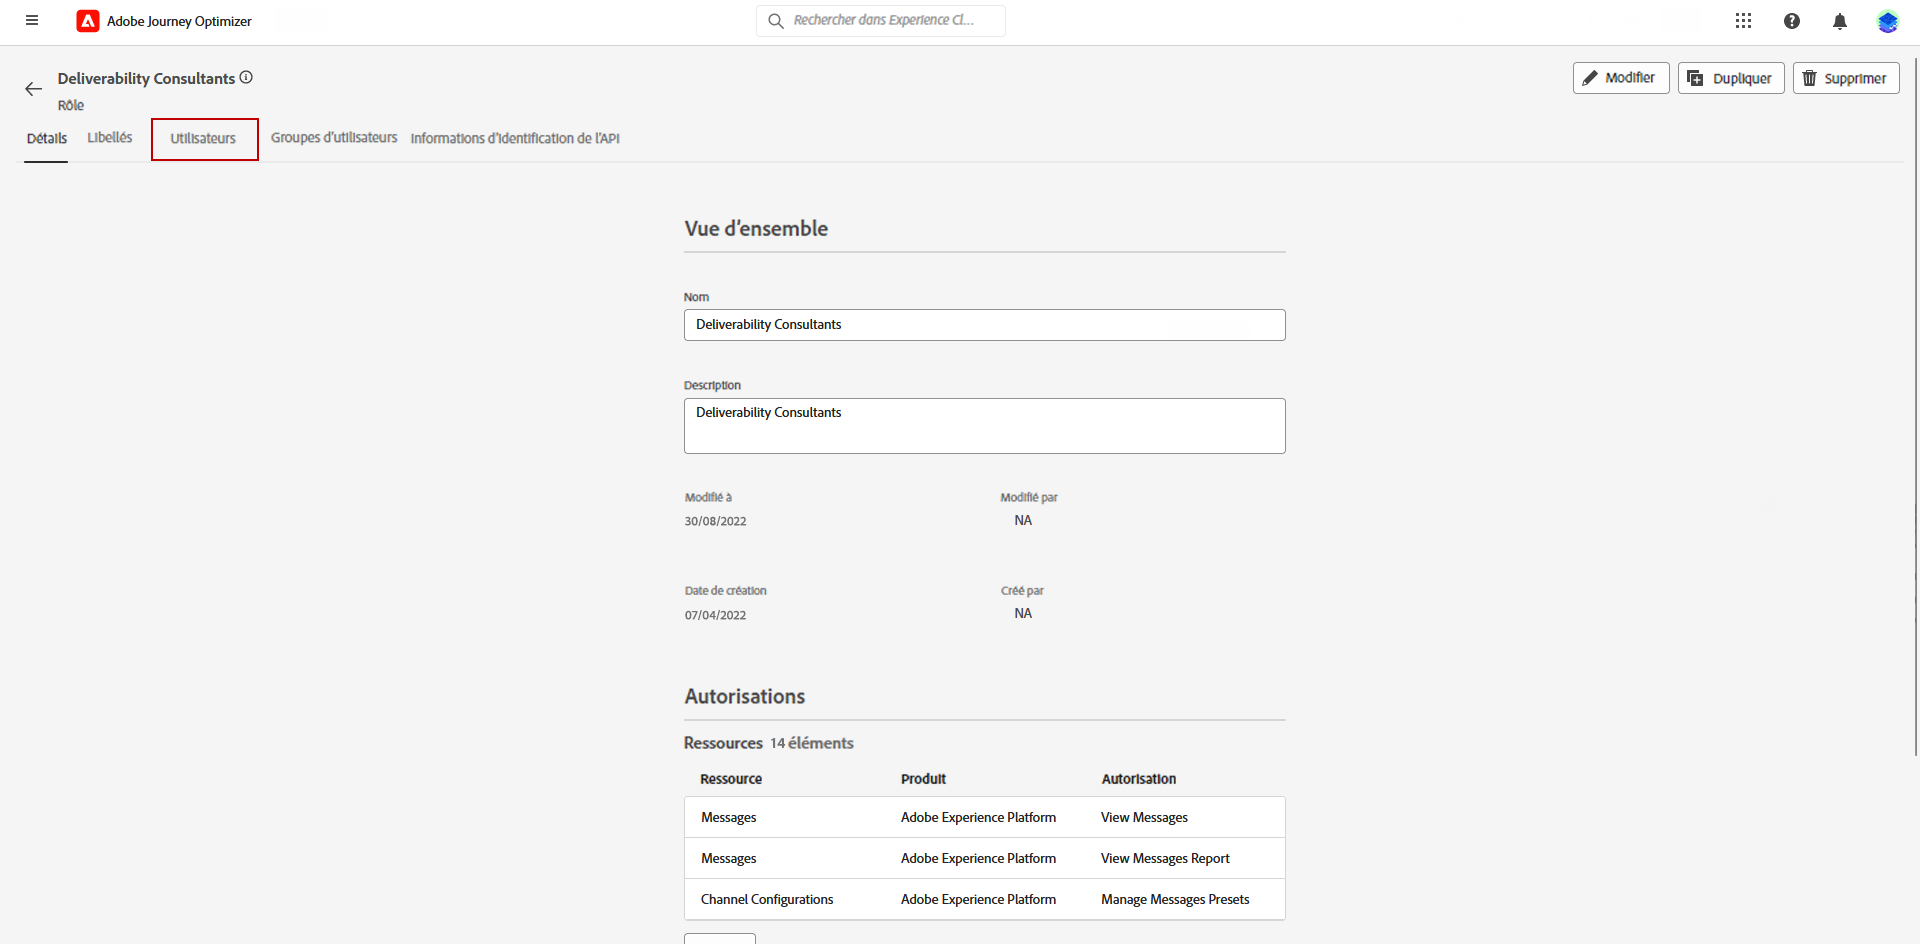 Adobe Journey Optimizer
Rechercher dans Experience Cl...
Deliverability Consultants
Rôle
Modifier
Dupliquer
Supprimer
Détails
Libellés
Utilisateurs
Groupes d'utilisateurs
Informations d'identification de l'API
Vue d'ensemble
Nom
Deliverability Consultants
Description
Deliverability Consultants
Modifié à
Modifié par
30/08/2022
NA
Date de création
Créé par
07/04/2022
NA
Autorisations
Ressources 14 éléments
Ressource Produit Autorisation
Messages Adobe Experience Platform View Messages
Messages Adobe Experience Platform View Messages Report
Channel Configurations Adobe Experience Platform Manage Messages Presets